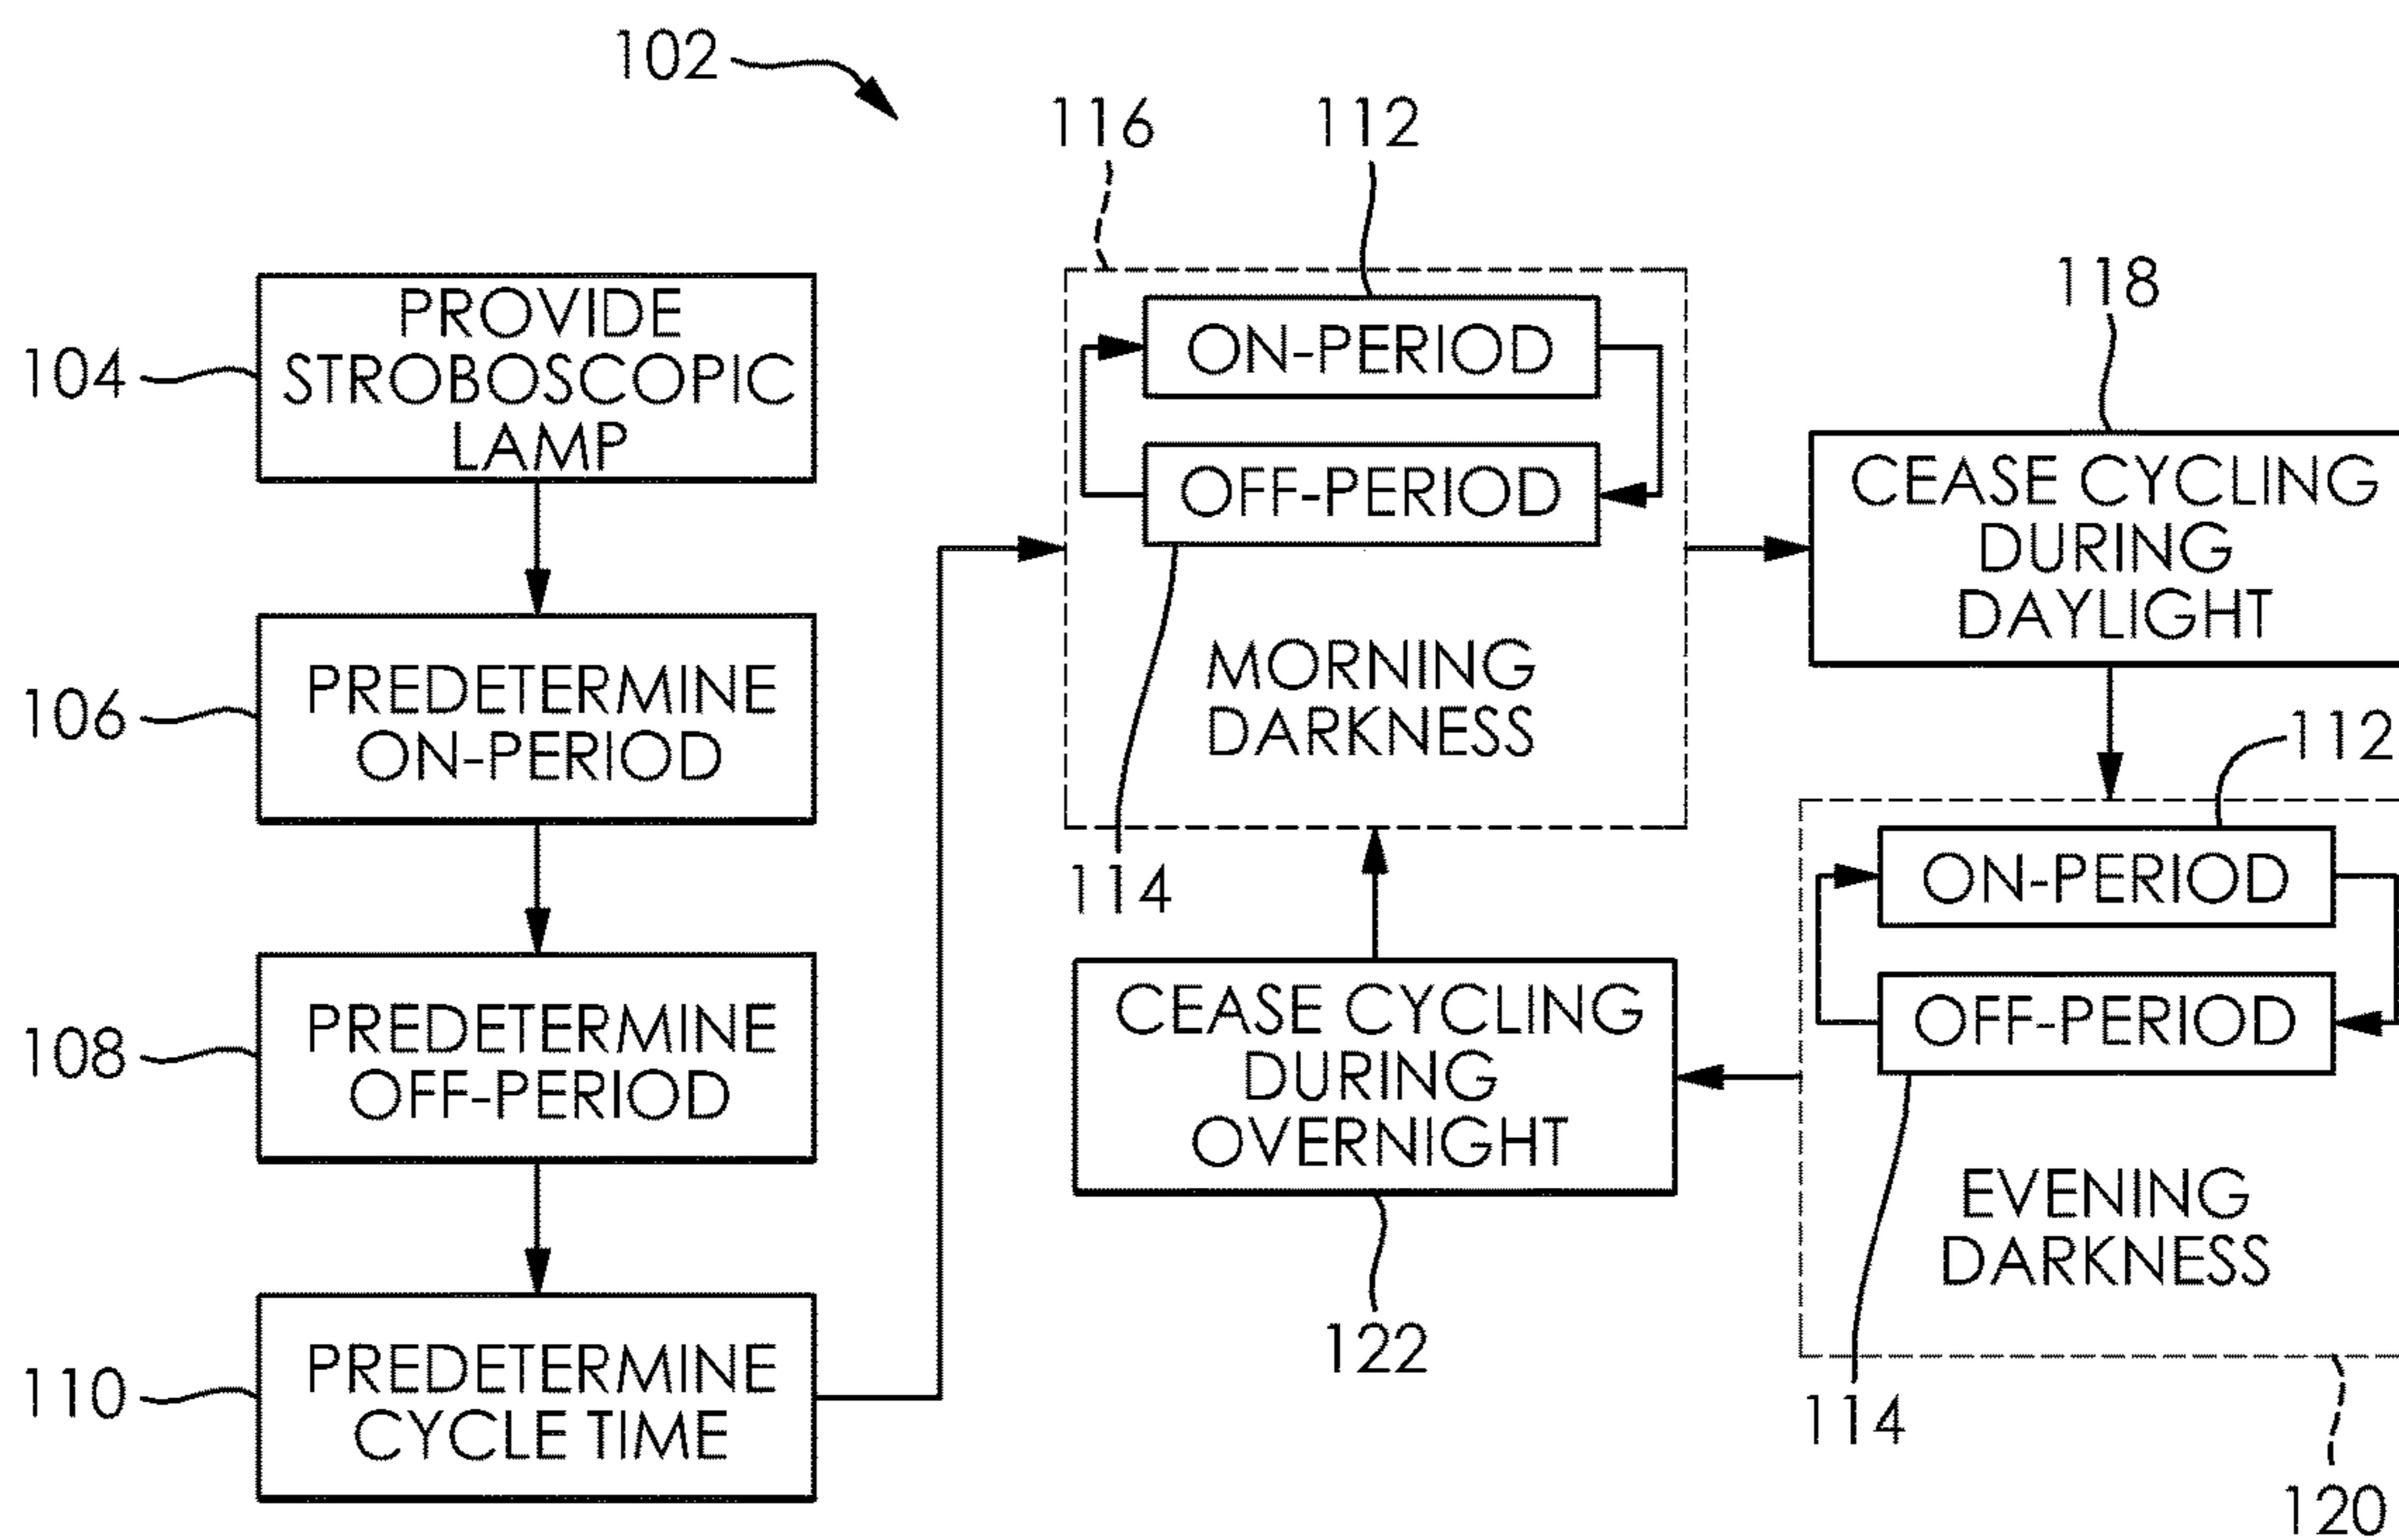 102
104
PROVIDE
STROBOSCOPIC
LAMP
106
PREDETERMINE
ON-PERIOD
108
PREDETERMINE
OFF-PERIOD
110
PREDETERMINE
CYCLE TIME
116
112
ON-PERIOD
OFF-PERIOD
MORNING
DARKNESS
114
118
CEASE CYCLING
DURING
DAYLIGHT
112
ON-PERIOD
OFF-PERIOD
EVENING
DARKNESS
114
120
CEASE CYCLING
DURING
OVERNIGHT
122